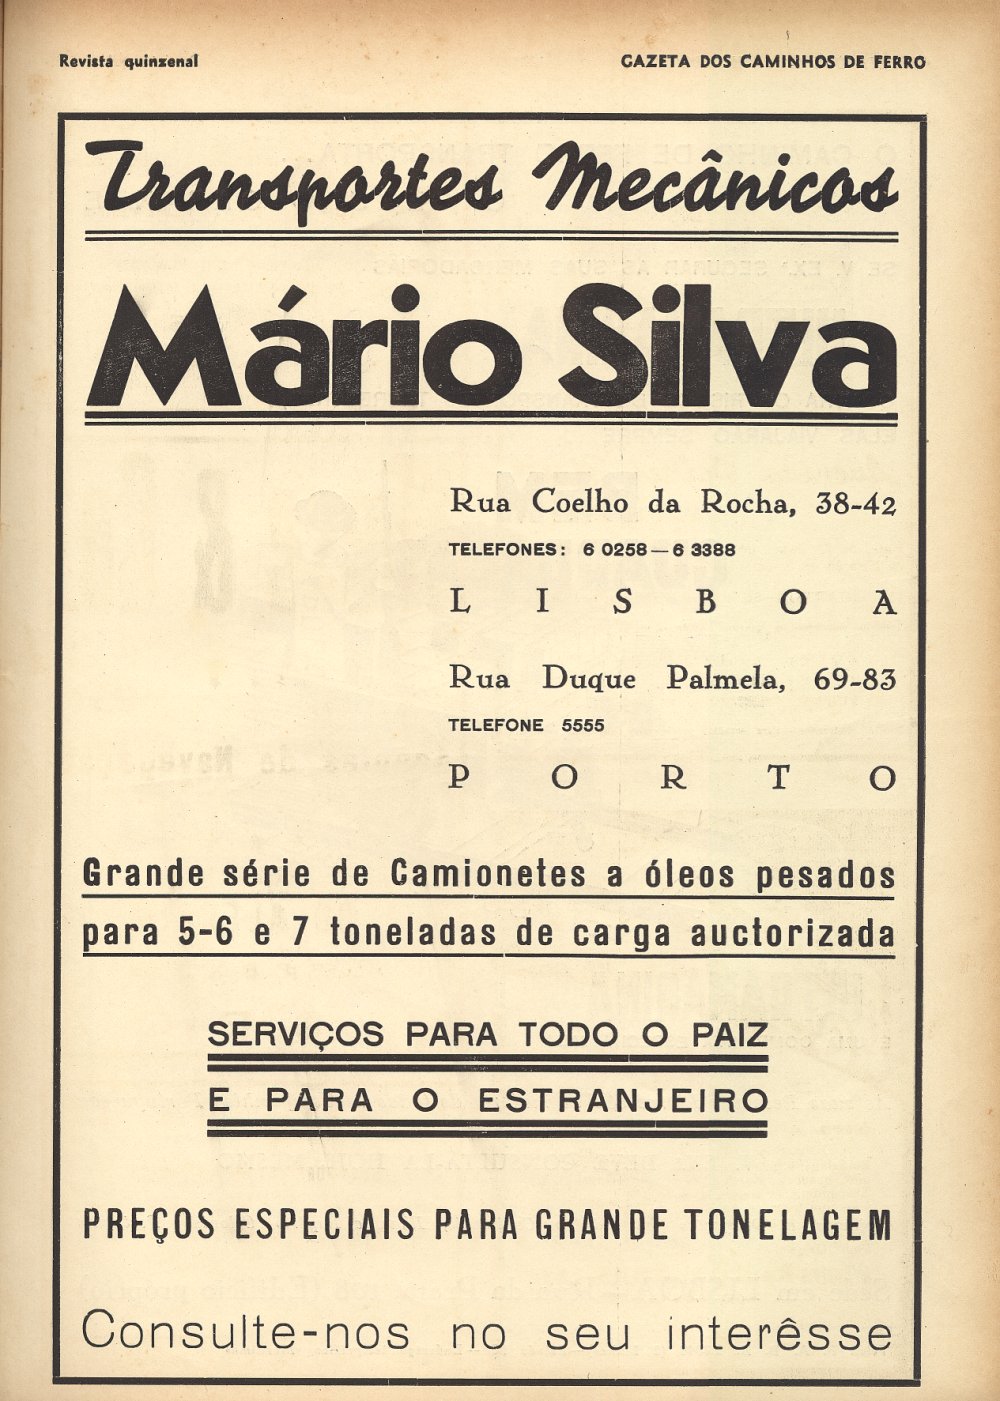 Revista quinzenal
GAZETA DOS CAMINHOS DE FERRO
Transportes Mecânicos
Mário Silva
Rua Coelho da Rocha, 38-42
TELEFONES: 6 0258 — 6 3388
LISBOA
Rua Duque Palmela, 69-83
TELEFONE 5555
PORTO
Grande série de Camionetes a óleos pesados
para 5-6 e 7 toneladas de carga auctorizada
SERVIÇOS PARA TODO O PAIZ
E PARA O ESTRANJEIRO
PREÇOS ESPECIAIS PARA GRANDE TONELAGEM
Consulte-nos no seu interêsse